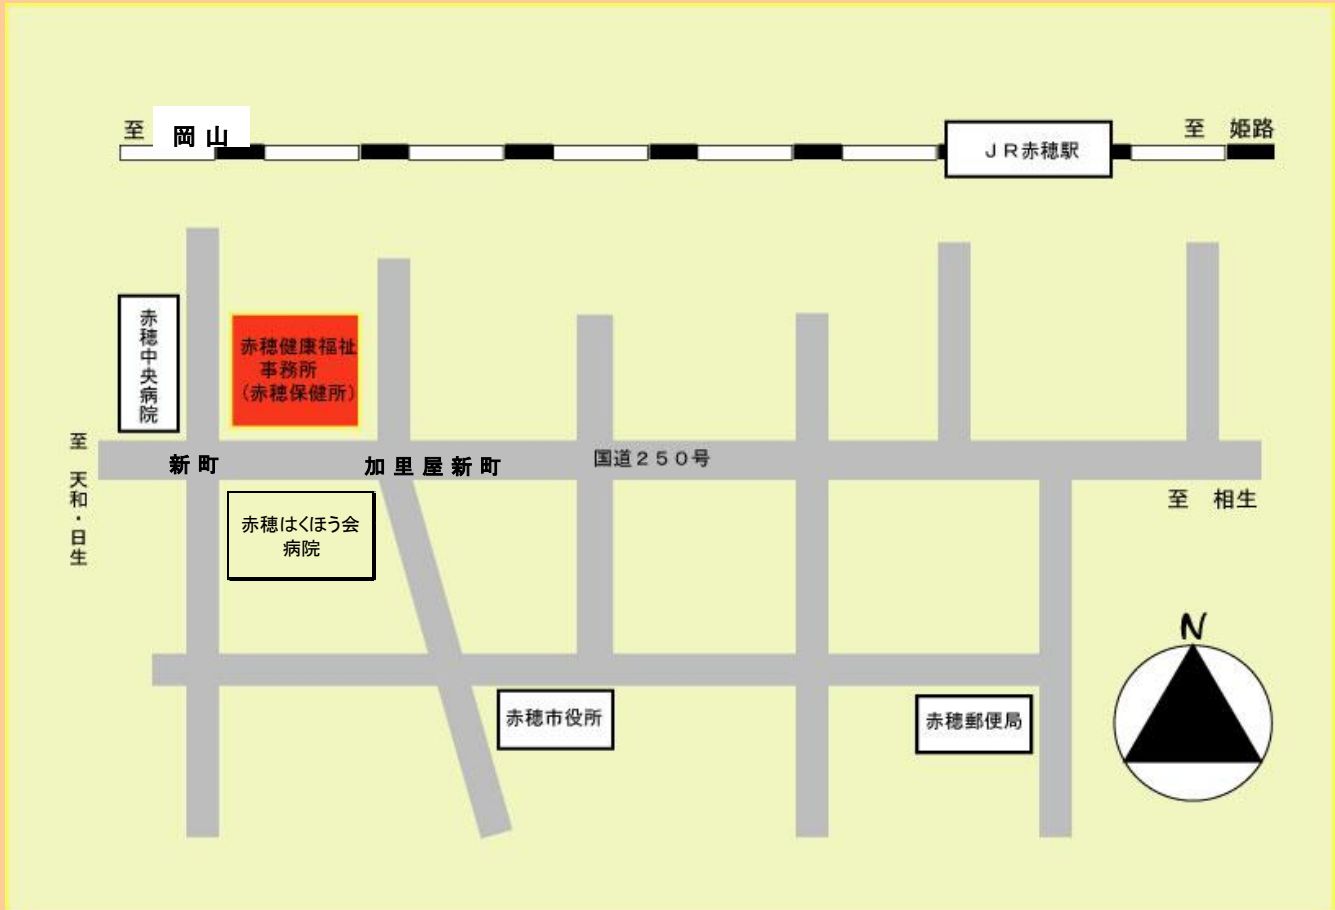 至
岡山
JR赤穂駅
至 姫路
赤穂中央病院
赤穂健康福祉
事務所
(赤穂保健所)
至 天和・日生
新町
加里屋新町
国道250号
至 相生
赤穂はくほう会
病院
赤穂市役所
赤穂郵便局
N